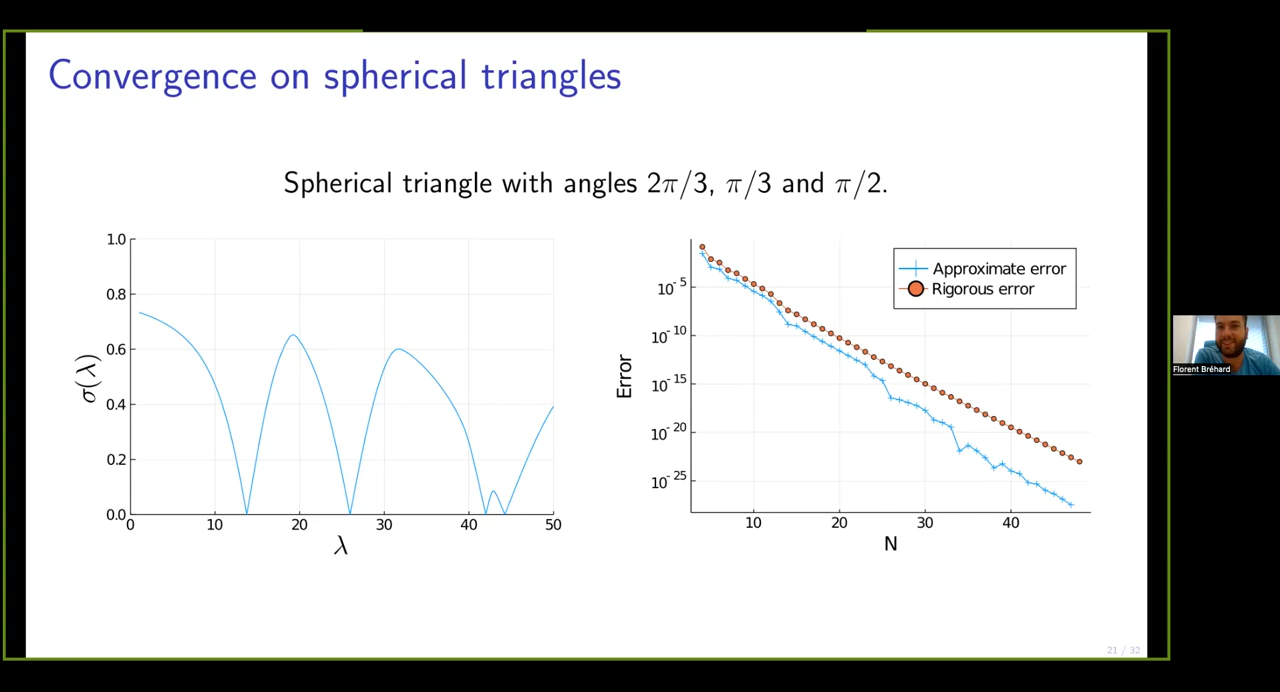 Convergence on spherical triangles
Spherical triangle with angles 2π/3, π/3 and π/2.
1.0
0.8
0.6
0.4
0.2
0.0
σ(λ)
0 10 20 30 40 50
λ
10⁻⁵
10⁻¹⁰
10⁻¹⁵
10⁻²⁰
10⁻²⁵
Error
Approximate error
Rigorous error
10 20 30 40
N
Florent Bréhard
21 / 32